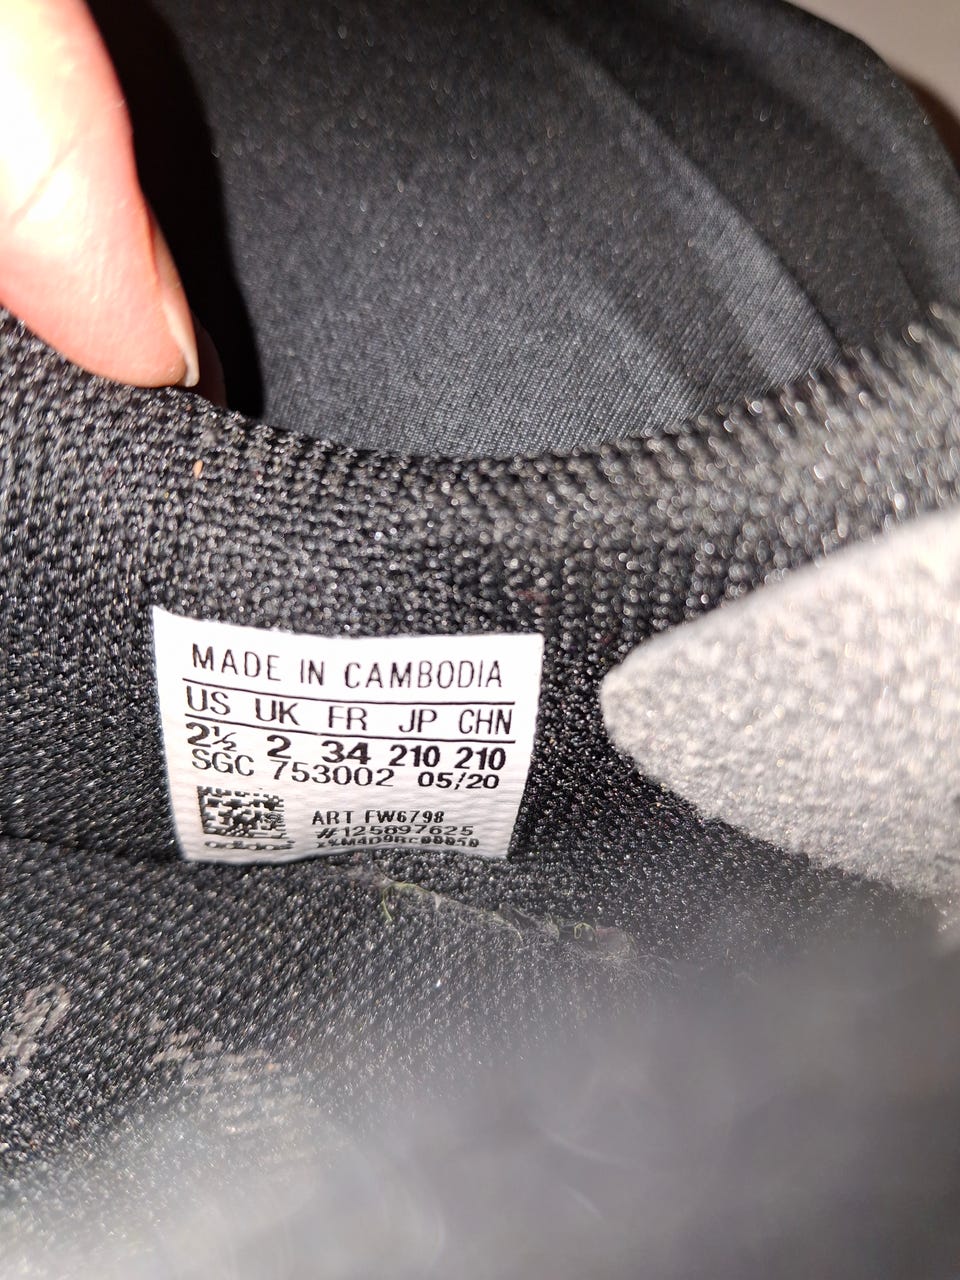 MADE IN CAMBODIA
US UK FR JP CHN
2½ 2 34 210 210
SGC 753002 05/20
ART FW6798
#125897625
adidas